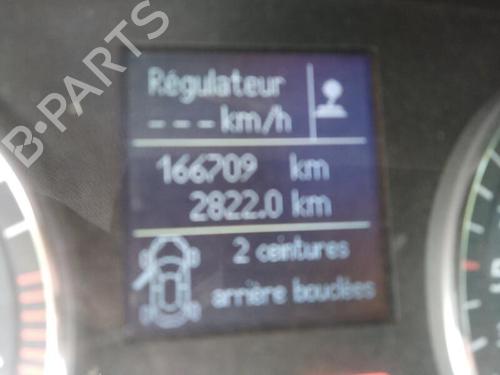 B-PARTS
Régulateur
---km/h
166709 km
2822.0 km
2 ceintures
arrière bouclées